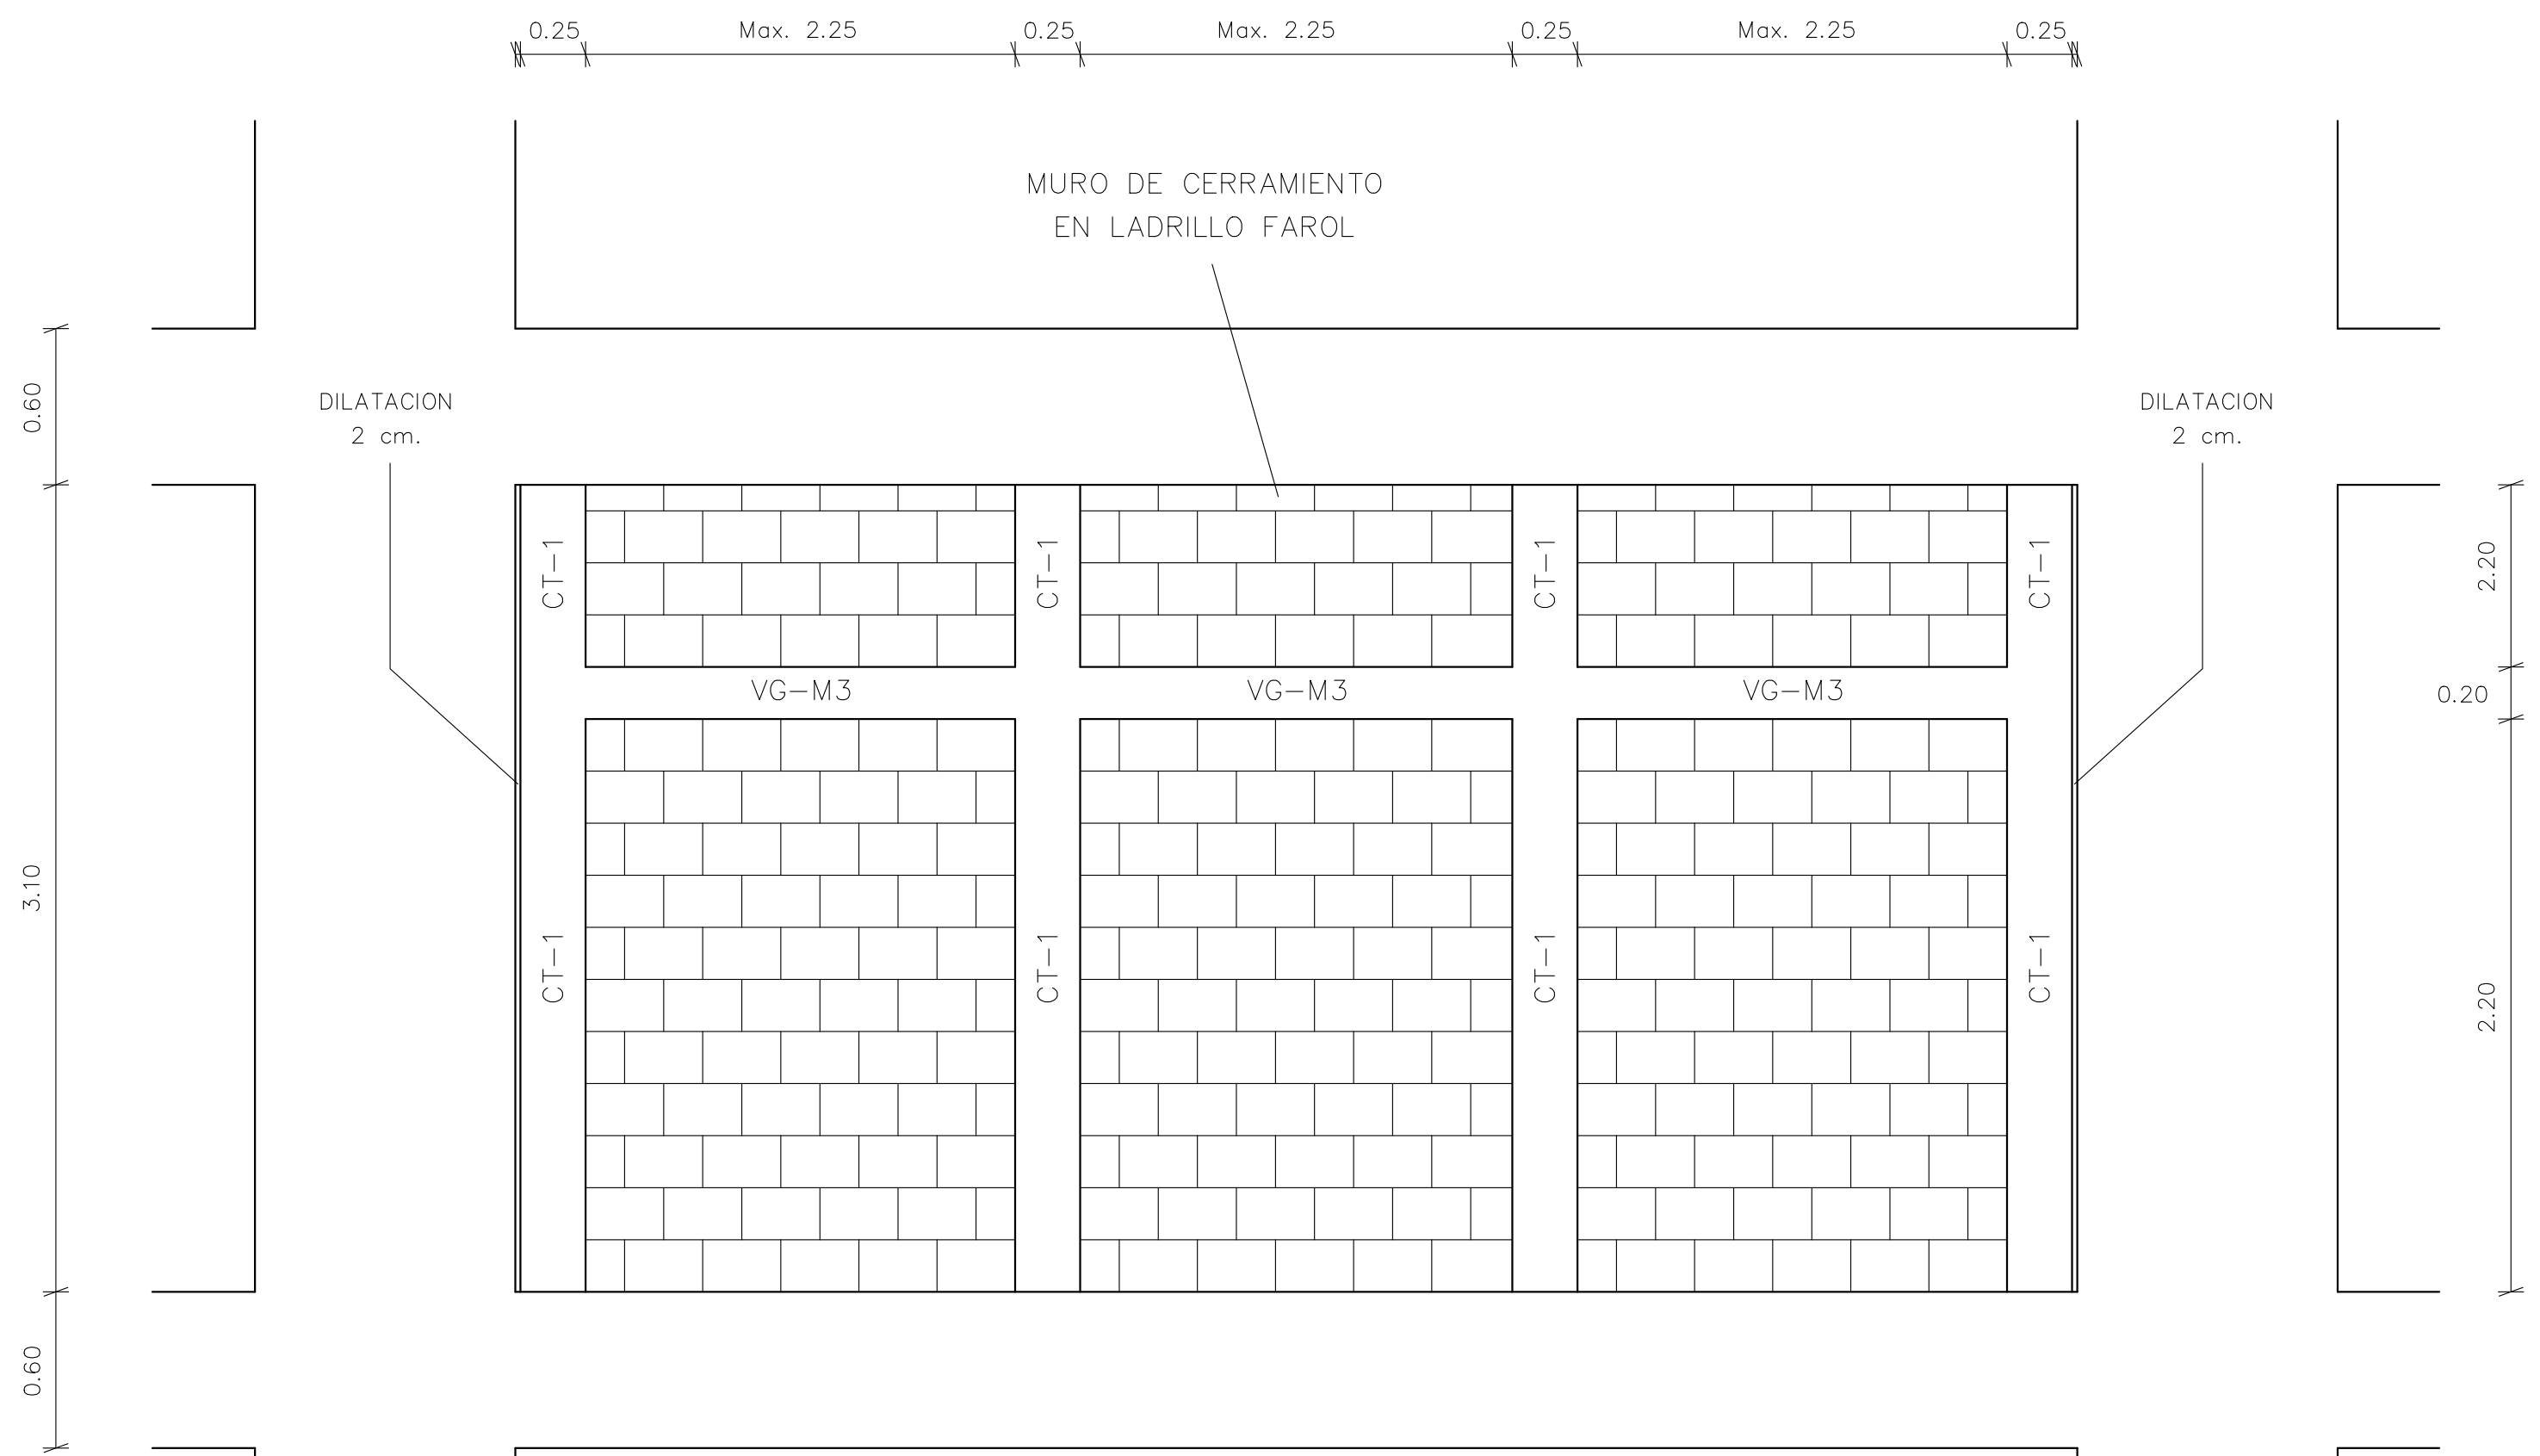 0.25 Max. 2.25 0.25 Max. 2.25 0.25 Max. 2.25 0.25
MURO DE CERRAMIENTO
EN LADRILLO FAROL
0.60
DILATACION
2 cm.
DILATACION
2 cm.
CT-1 CT-1 CT-1 CT-1
2.20
VG-M3 VG-M3 VG-M3
0.20
3.10
CT-1 CT-1 CT-1 CT-1
2.20
0.60